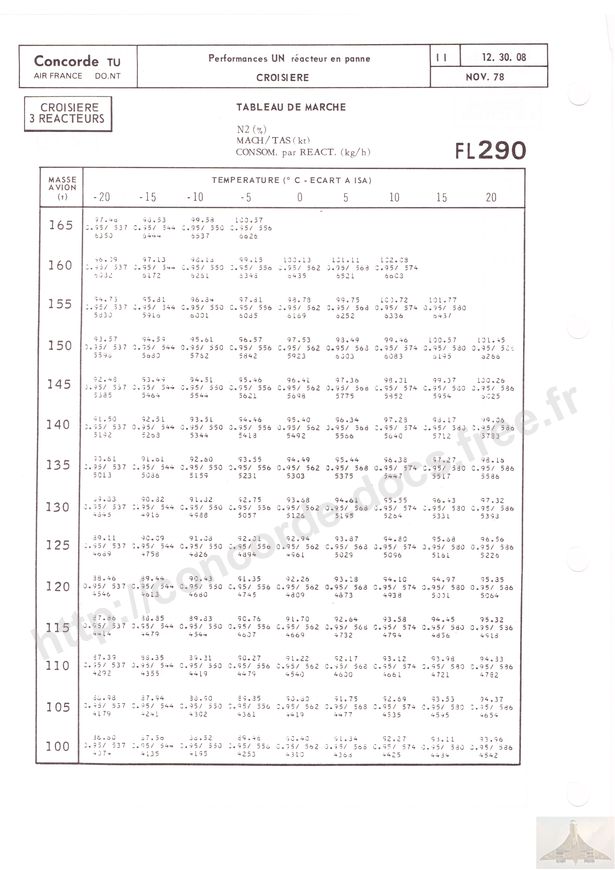 Concorde TU
AIR FRANCE DO.NT
Performances UN réacteur en panne
CROISIERE
11
12. 30. 08
NOV. 78
CROISIERE
3 REACTEURS
TABLEAU DE MARCHE
N2 (%)
MACH/TAS (kt)
CONSOM. par REACT. (kg/h)
FL290
MASSE AVION (T)
TEMPERATURE (° C - ECART A ISA)
-20 -15 -10 -5 0 5 10 15 20
165
99.58 100.57
0.95/ 537 0.95/ 544 0.95/ 550 0.95/ 556
6350 6444 6537 6626
160
97.13 98.15 99.15 100.13 101.11 102.08
0.95/ 537 0.95/ 544 0.95/ 550 0.95/ 556 0.95/ 562 0.95/ 568 0.95/ 574
6172 6261 6348 6435 6521 6603
155
94.73 95.81 96.84 97.81 98.78 99.75 100.72 101.77
0.95/ 537 0.95/ 544 0.95/ 550 0.95/ 556 0.95/ 562 0.95/ 568 0.95/ 574 0.95/ 580
5830 5916 6001 6085 6169 6252 6336 6437
150
93.57 94.59 95.61 96.57 97.53 98.49 99.46 100.57 101.45
0.95/ 537 0.95/ 544 0.95/ 550 0.95/ 556 0.95/ 562 0.95/ 568 0.95/ 574 0.95/ 580
5596 5680 5762 5842 5923 6003 6083 6195 6266
145
92.48 93.49 94.51 95.46 96.41 97.36 98.31 99.37 100.26
0.95/ 537 0.95/ 544 0.95/ 550 0.95/ 556 0.95/ 562 0.95/ 568 0.95/ 574 0.95/ 580 0.95/ 586
5385 5464 5544 5621 5698 5775 5852 5954 6025
140
91.50 92.51 93.51 94.46 95.40 96.34 97.28 98.17 99.06
0.95/ 537 0.95/ 544 0.95/ 550 0.95/ 556 0.95/ 562 0.95/ 568 0.95/ 574 0.95/ 580 0.95/ 586
5192 5268 5344 5418 5492 5566 5640 5712 5783
135
90.61 91.61 92.60 93.55 94.49 95.44 96.38 97.27 98.16
0.95/ 537 0.95/ 544 0.95/ 550 0.95/ 556 0.95/ 562 0.95/ 568 0.95/ 574 0.95/ 580 0.95/ 586
5013 5086 5159 5231 5303 5375 5447 5517 5586
130
89.83 90.82 91.82 92.75 93.68 94.61 95.55 96.43 97.32
0.95/ 537 0.95/ 544 0.95/ 550 0.95/ 556 0.95/ 562 0.95/ 568 0.95/ 574 0.95/ 580 0.95/ 586
4845 4916 4988 5057 5126 5195 5264 5331 5398
125
89.11 90.09 91.08 92.01 92.94 93.87 94.80 95.68 96.56
0.95/ 537 0.95/ 544 0.95/ 550 0.95/ 556 0.95/ 562 0.95/ 568 0.95/ 574 0.95/ 580 0.95/ 586
4689 4758 4826 4894 4961 5029 5096 5161 5226
120
88.46 89.44 90.43 91.35 92.26 93.18 94.10 94.97 95.35
0.95/ 537 0.95/ 544 0.95/ 550 0.95/ 556 0.95/ 562 0.95/ 568 0.95/ 574 0.95/ 580 0.95/ 586
4546 4613 4680 4745 4809 4873 4938 5001 5064
115
87.86 88.85 89.83 90.76 91.70 92.64 93.58 94.45 95.32
0.95/ 537 0.95/ 544 0.95/ 550 0.95/ 556 0.95/ 562 0.95/ 568 0.95/ 574 0.95/ 580 0.95/ 586
4414 4479 4544 4607 4669 4732 4794 4856 4918
110
87.39 88.35 89.31 90.27 91.22 92.17 93.12 93.98 94.83
0.95/ 537 0.95/ 544 0.95/ 550 0.95/ 556 0.95/ 562 0.95/ 568 0.95/ 574 0.95/ 580 0.95/ 586
4292 4355 4419 4479 4540 4600 4661 4721 4782
105
86.98 87.94 88.90 89.85 90.80 91.75 92.69 93.53 94.37
0.95/ 537 0.95/ 544 0.95/ 550 0.95/ 556 0.95/ 562 0.95/ 568 0.95/ 574 0.95/ 580 0.95/ 586
4179 4241 4302 4361 4419 4477 4535 4595 4654
100
86.60 87.56 88.52 89.46 90.40 91.34 92.27 93.11 93.96
0.95/ 537 0.95/ 544 0.95/ 550 0.95/ 556 0.95/ 562 0.95/ 568 0.95/ 574 0.95/ 580 0.95/ 586
4074 4135 4195 4253 4310 4368 4425 4484 4542
http://concorde.docs.free.fr